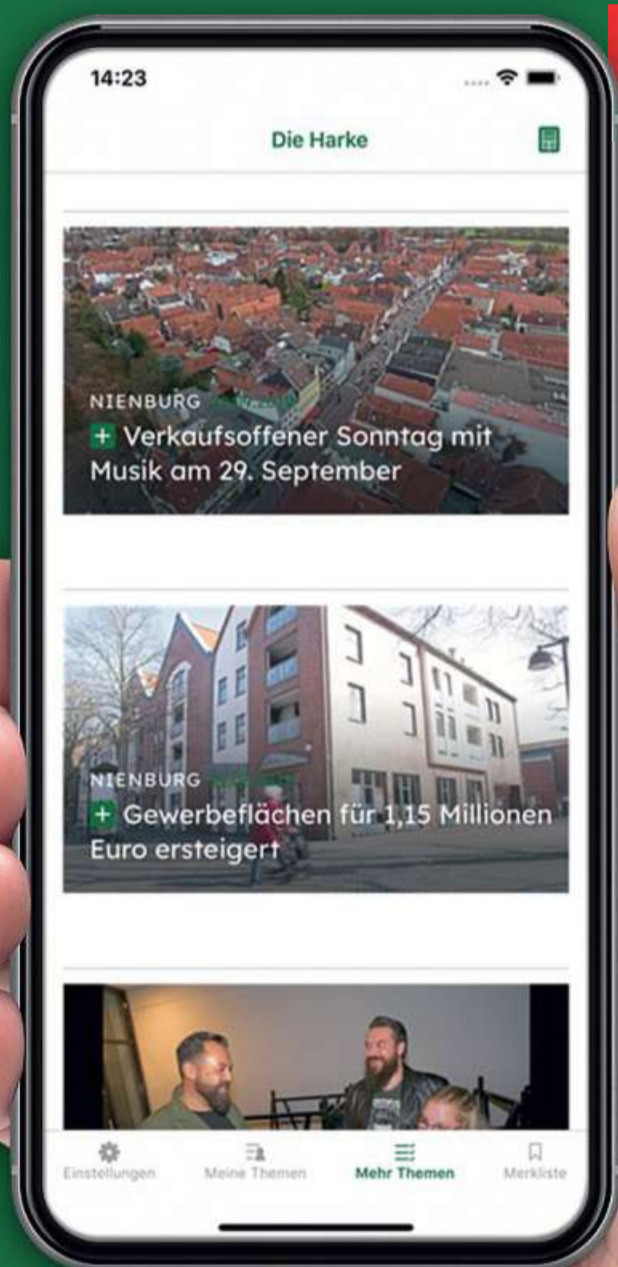 14:23
Die Harke
NIENBURG
+ Verkaufsoffener Sonntag mit
Musik am 29. September
NIENBURG
+ Gewerbeflächen für 1,15 Millionen
Euro ersteigert
Einstellungen
Meine Themen
Mehr Themen
Merkliste